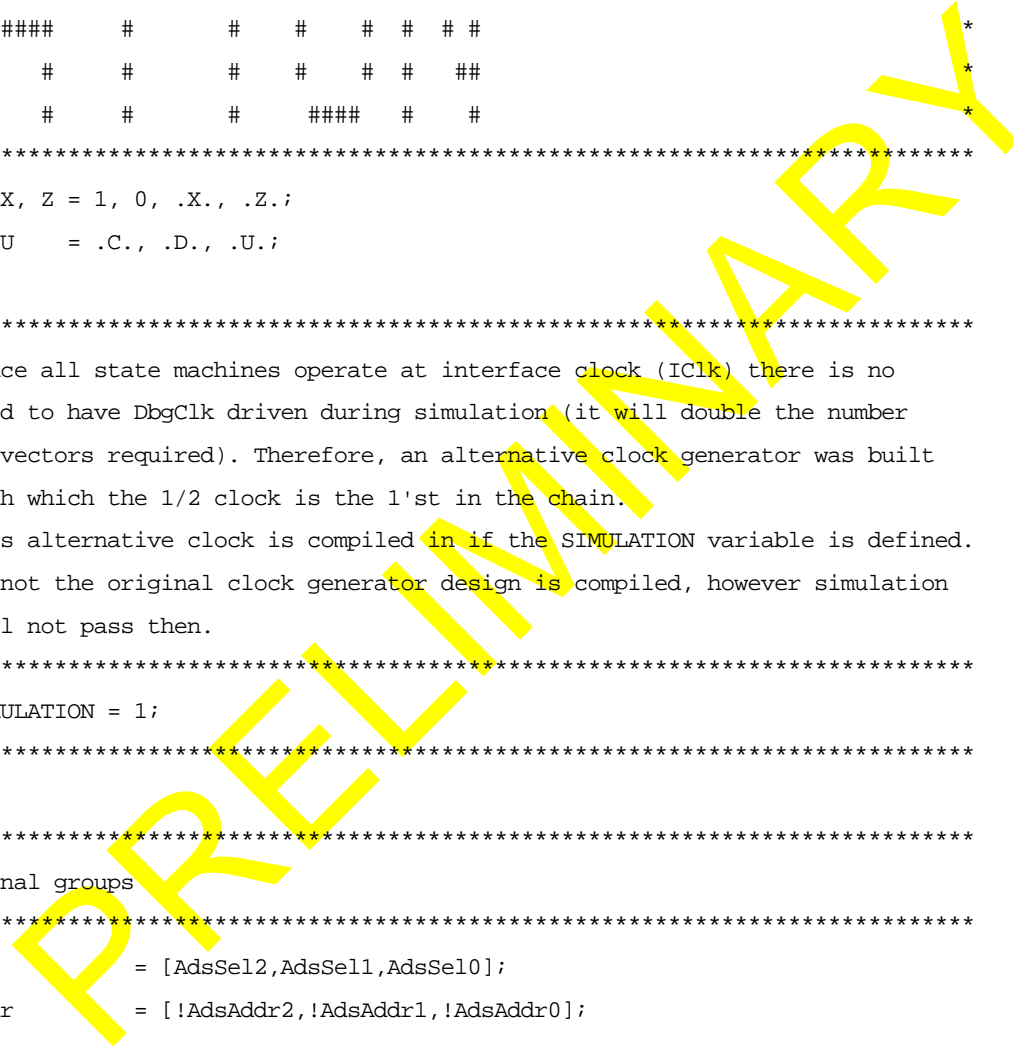 #### # # # # # # # *
# # # # # # ## *
# # # #### # # *
*************************************************************************
X, Z = 1, 0, .X., .Z.;
U = .C., .D., .U.;
*************************************************************************
ce all state machines operate at interface clock (IClk) there is no
d to have DbgClk driven during simulation (it will double the number
vectors required). Therefore, an alternative clock generator was built
h which the 1/2 clock is the 1'st in the chain.
s alternative clock is compiled in if the SIMULATION variable is defined.
not the original clock generator design is compiled, however simulation
l not pass then.
*************************************************************************
ULATION = 1;
*************************************************************************
*************************************************************************
nal groups
*************************************************************************
= [AdsSel2,AdsSel1,AdsSel0];
r = [!AdsAddr2,!AdsAddr1,!AdsAddr0];
PRELIMINARY